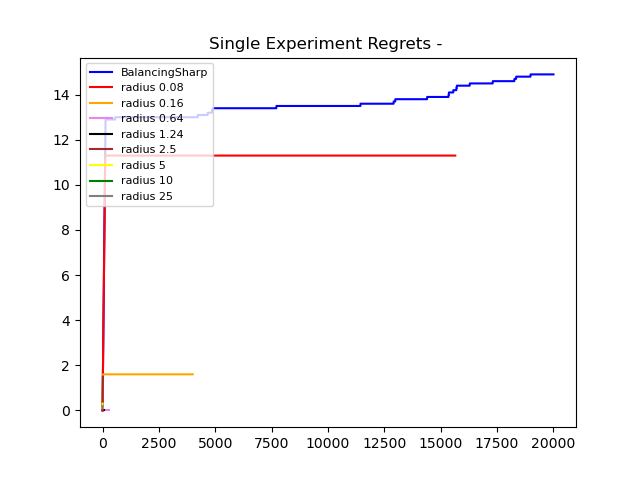 Single Experiment Regrets -
BalancingSharp
radius 0.08
radius 0.16
radius 0.64
radius 1.24
radius 2.5
radius 5
radius 10
radius 25
14
12
10
8
6
4
2
0
0 2500 5000 7500 10000 12500 15000 17500 20000